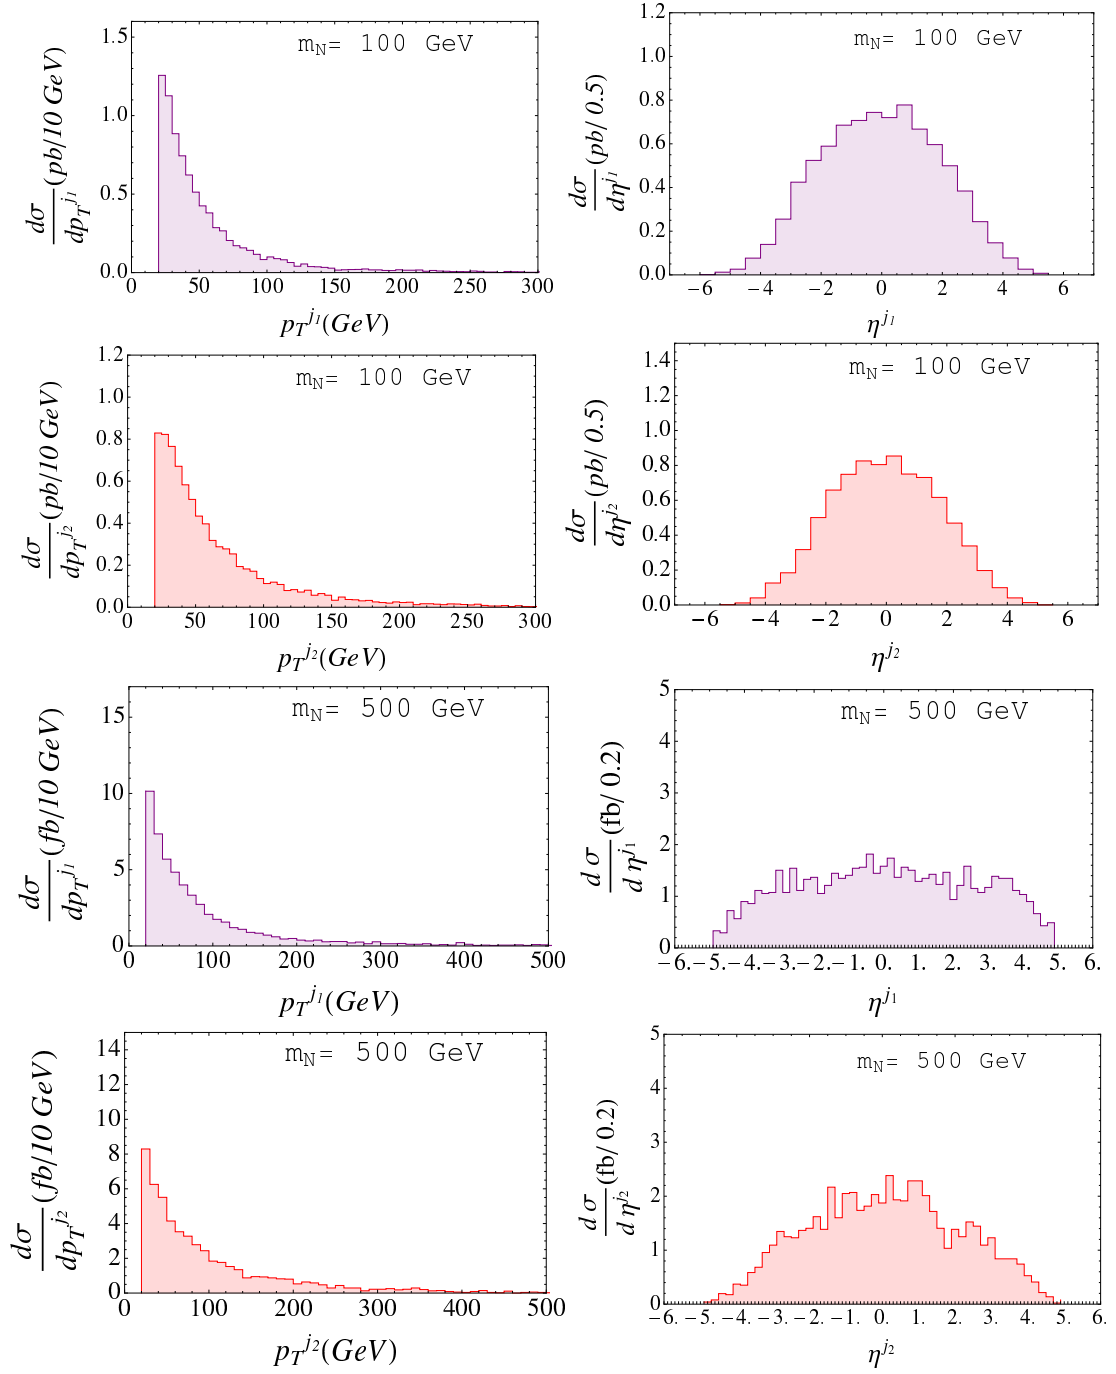 m_N= 100 GeV
1.5
1.0
0.5
0.0
0 50 100 150 200 250 300
dσ/dp_T^{j_1} (pb/10 GeV)
p_T^{j_1}(GeV)
m_N= 100 GeV
1.2
1.0
0.8
0.6
0.4
0.2
0.0
−6 −4 −2 0 2 4 6
dσ/dη^{j_1} (pb/ 0.5)
η^{j_1}
m_N= 100 GeV
1.2
1.0
0.8
0.6
0.4
0.2
0.0
0 50 100 150 200 250 300
dσ/dp_T^{j_2} (pb/10 GeV)
p_T^{j_2}(GeV)
m_N= 100 GeV
1.4
1.2
1.0
0.8
0.6
0.4
0.2
0.0
−6 −4 −2 0 2 4 6
dσ/dη^{j_2} (pb/ 0.5)
η^{j_2}
m_N= 500 GeV
15
10
5
0
0 100 200 300 400 500
dσ/dp_T^{j_1} (fb/10 GeV)
p_T^{j_1}(GeV)
m_N= 500 GeV
5
4
3
2
1
0
−6. −5. −4. −3. −2. −1. 0. 1. 2. 3. 4. 5. 6.
d σ/d η^{j_1} (fb/ 0.2)
η^{j_1}
m_N= 500 GeV
14
12
10
8
6
4
2
0
0 100 200 300 400 500
dσ/dp_T^{j_2} (fb/10 GeV)
p_T^{j_2}(GeV)
m_N= 500 GeV
5
4
3
2
1
0
−6. −5. −4. −3. −2. −1. 0. 1. 2. 3. 4. 5. 6.
d σ/d η^{j_2} (fb/ 0.2)
η^{j_2}